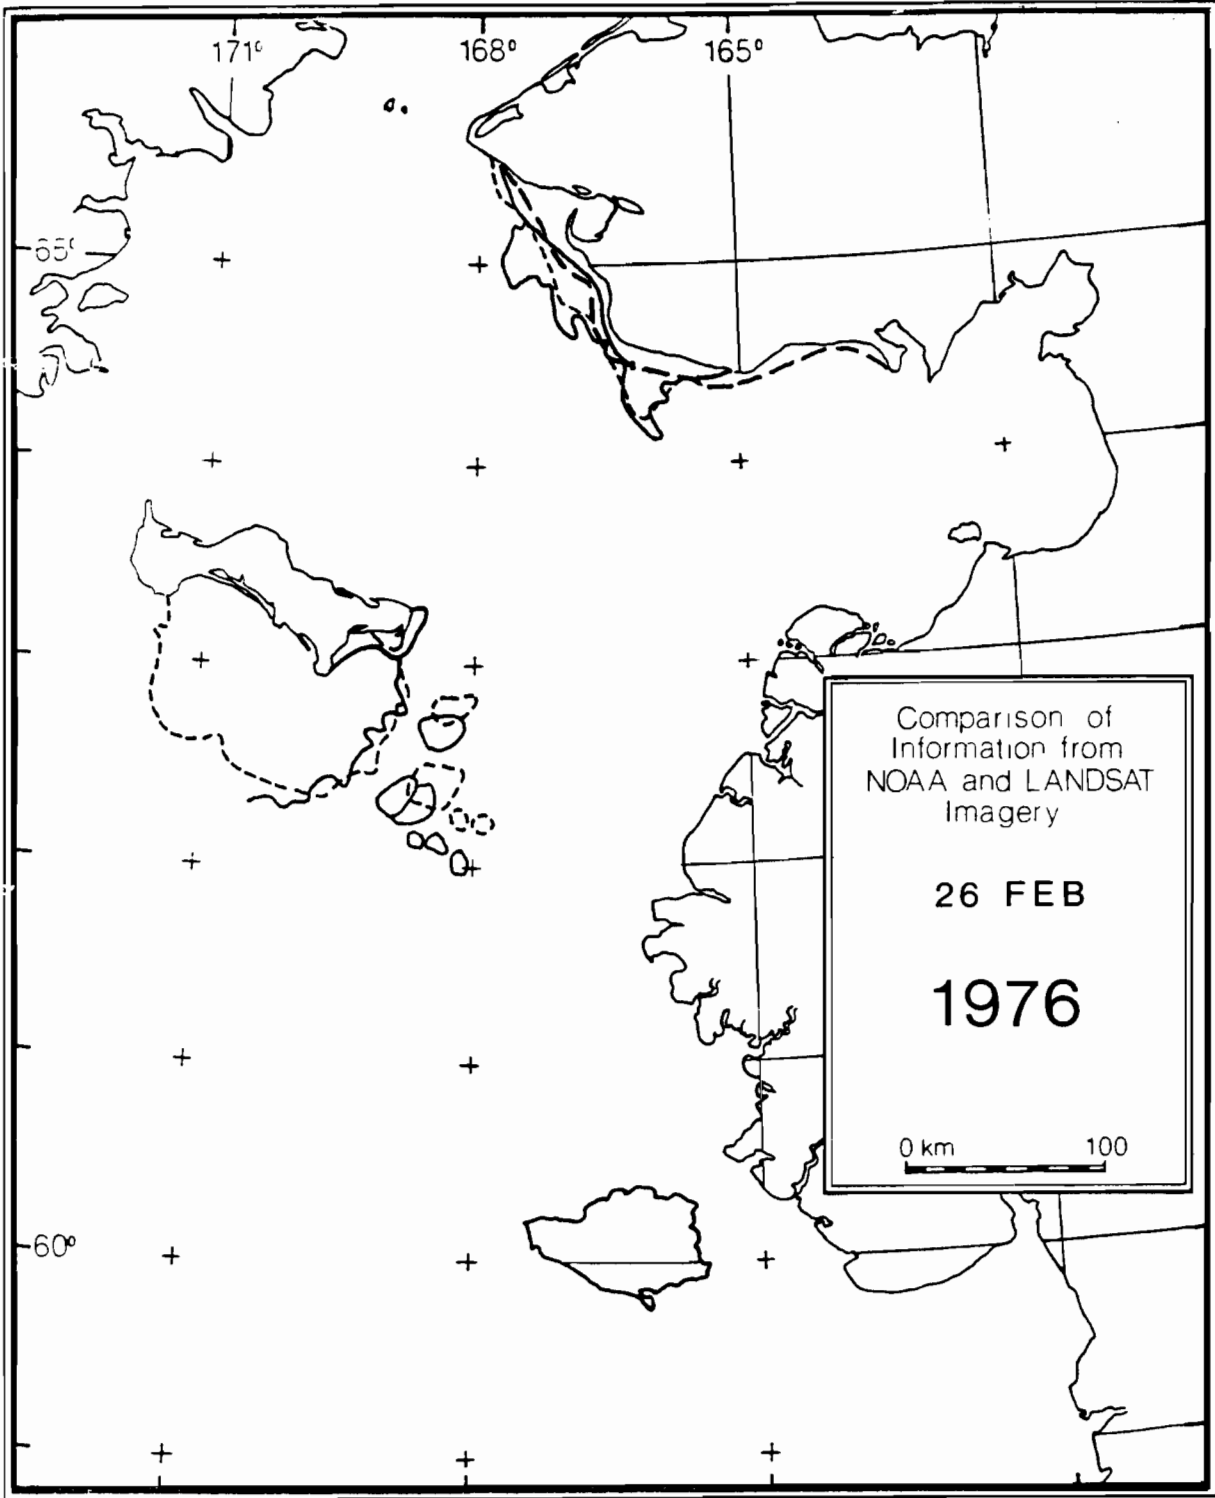 171° 168° 165°
65°
Comparison of
Information from
NOAA and LANDSAT
Imagery
26 FEB
1976
0 km 100
60°